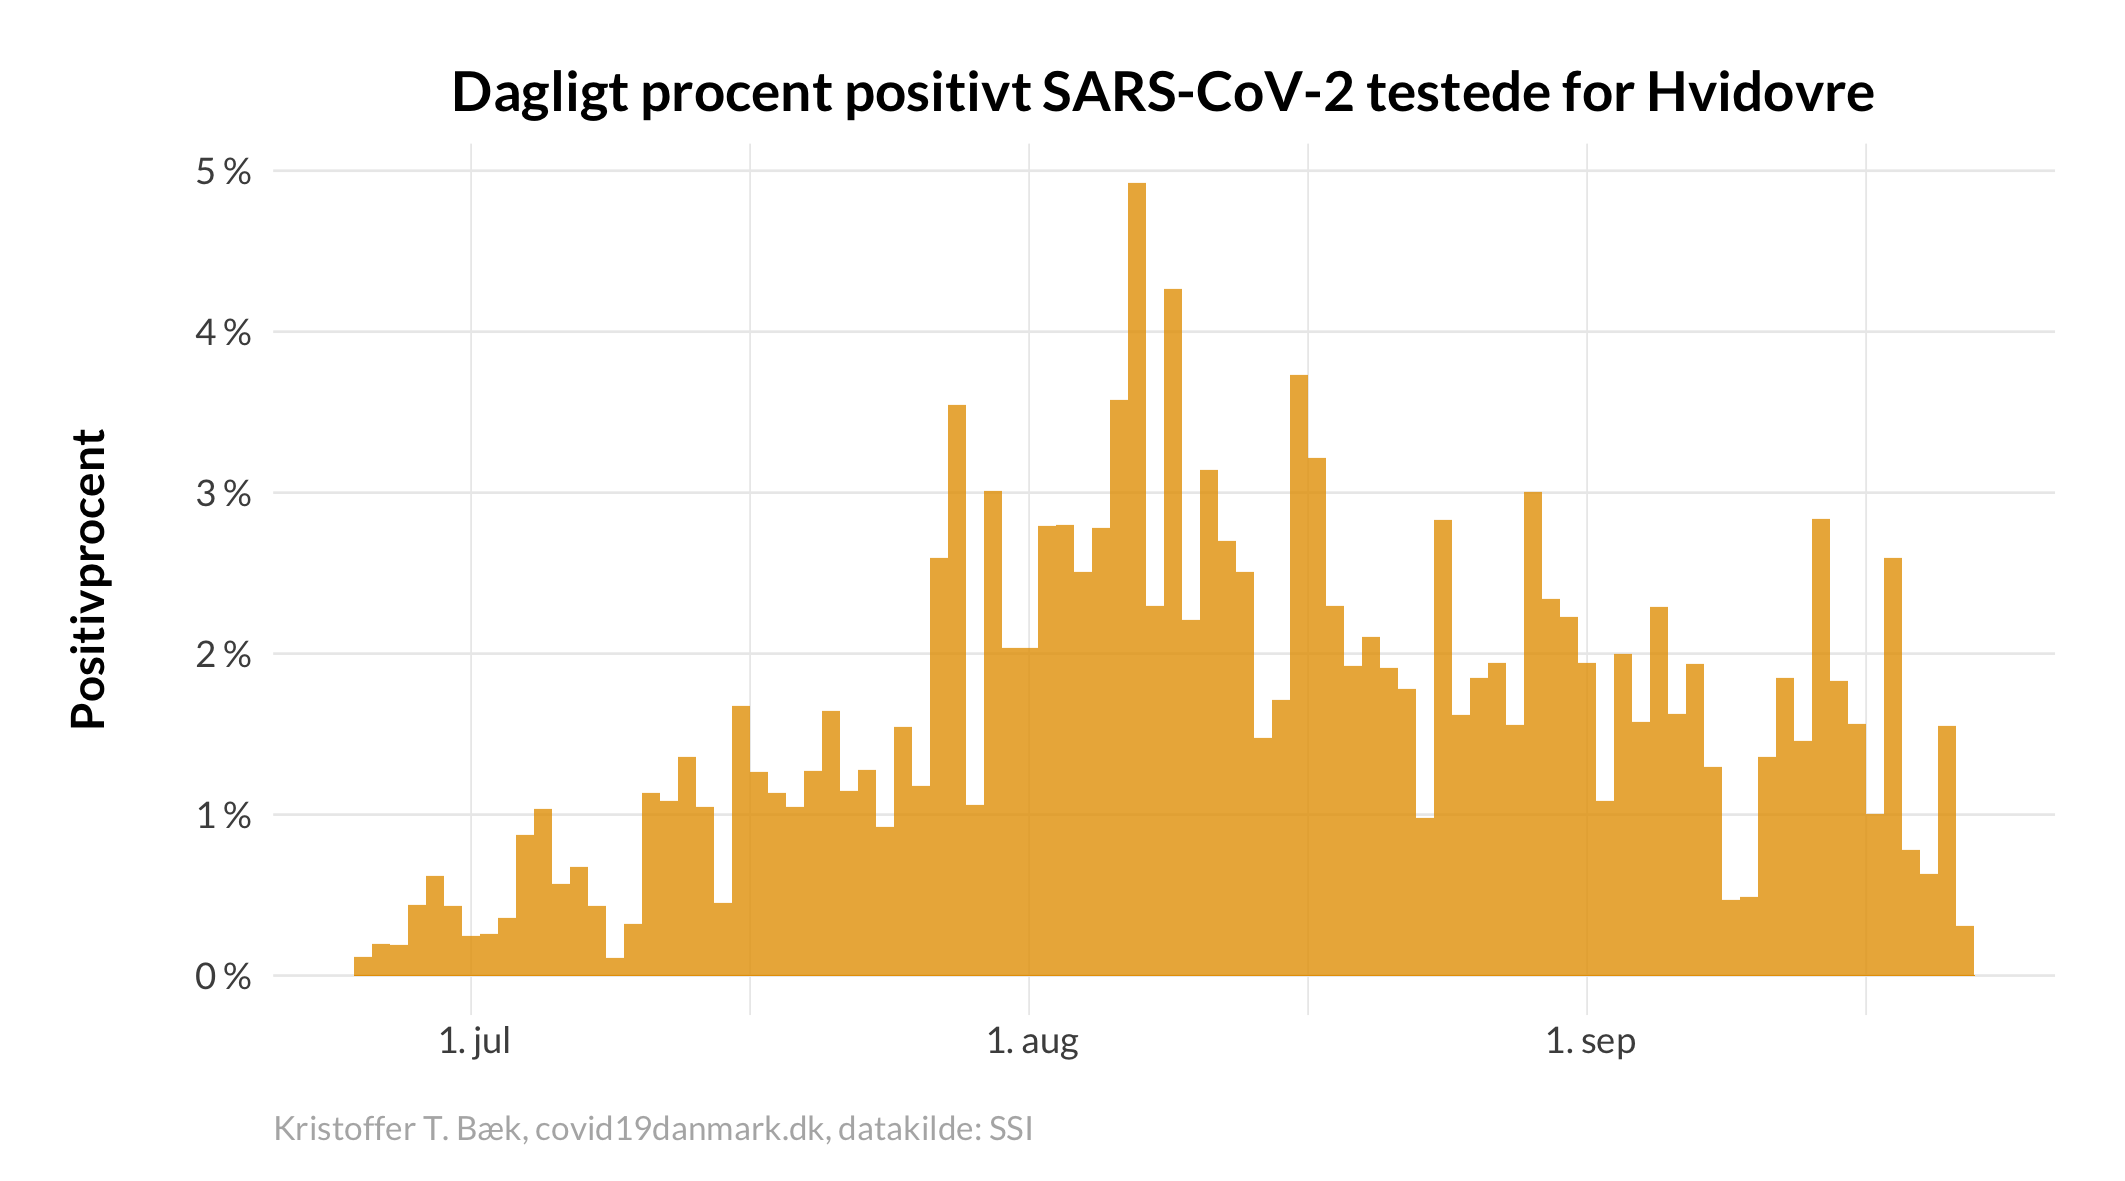 Dagligt procent positivt SARS-CoV-2 testede for Hvidovre
Positivprocent
5 %
4 %
3 %
2 %
1 %
0 %
1. jul
1. aug
1. sep
Kristoffer T. Bæk, covid19danmark.dk, datakilde: SSI